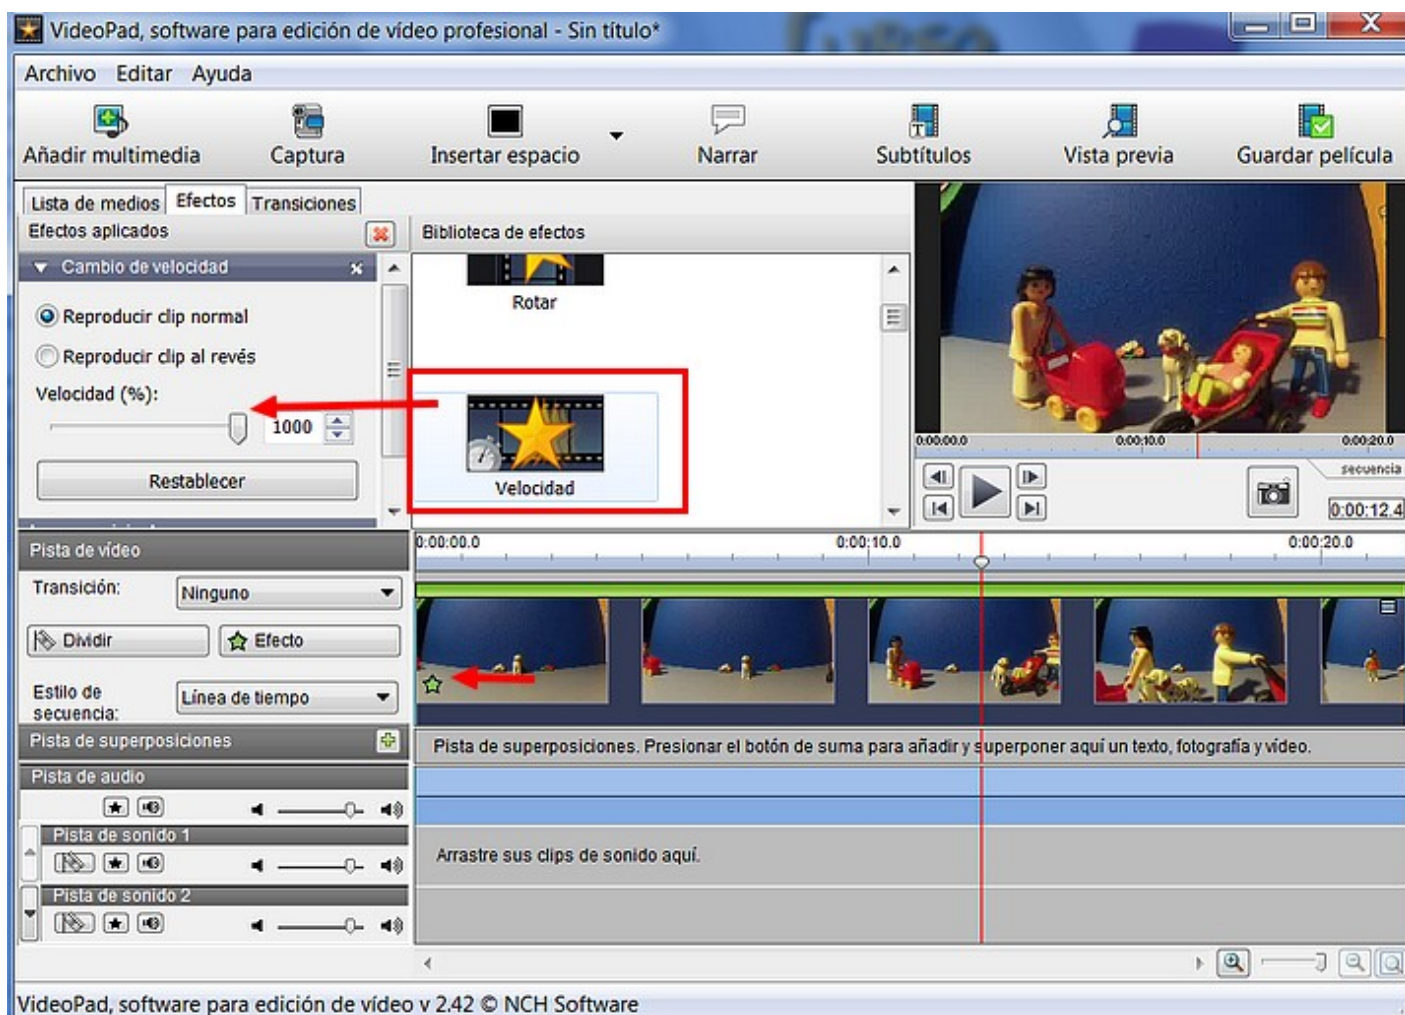 VideoPad, software para edición de vídeo profesional - Sin título*
Archivo Editar Ayuda
Añadir multimedia Captura Insertar espacio Narrar Subtítulos Vista previa Guardar película
Lista de medios Efectos Transiciones
Efectos aplicados
Biblioteca de efectos
Cambio de velocidad
Rotar
Reproducir clip normal
Reproducir clip al revés
Velocidad (%):
1000
Restablecer
Velocidad
0:00:00.0 0:00:10.0 0:00:20.0
secuencia
0:00:12.4
Pista de vídeo
0:00:00.0 0:00:10.0 0:00:20.0
Transición: Ninguno
Dividir Efecto
Estilo de
secuencia:
Línea de tiempo
Pista de superposiciones
Pista de superposiciones. Presionar el botón de suma para añadir y superponer aquí un texto, fotografía y vídeo.
Pista de audio
Pista de sonido 1
Arrastre sus clips de sonido aquí.
Pista de sonido 2
VideoPad, software para edición de vídeo v 2.42 © NCH Software